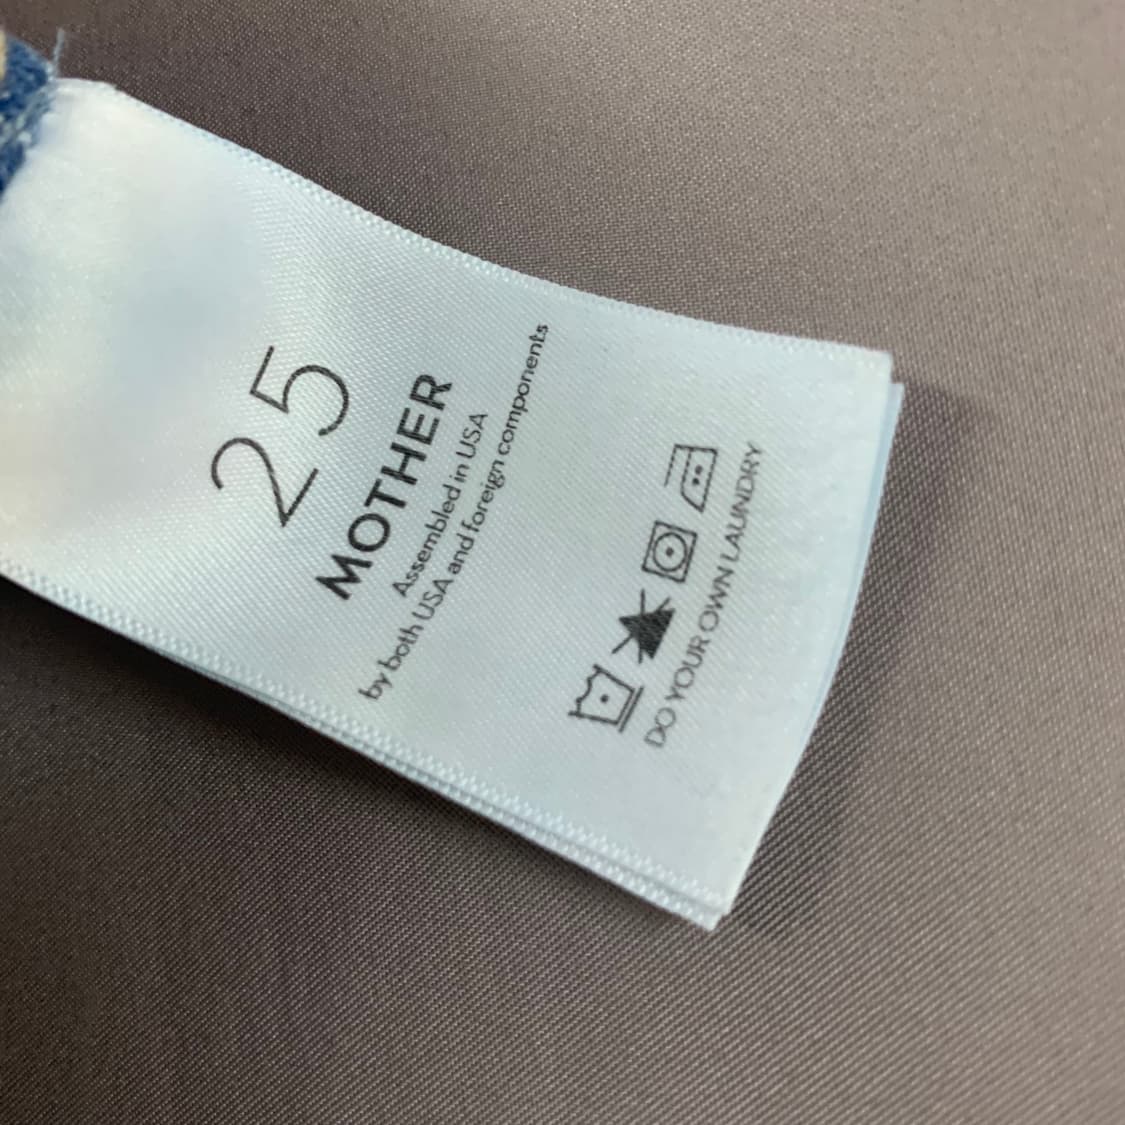 25
MOTHER
Assembled in USA
by both USA and foreign components
DO YOUR OWN LAUNDRY